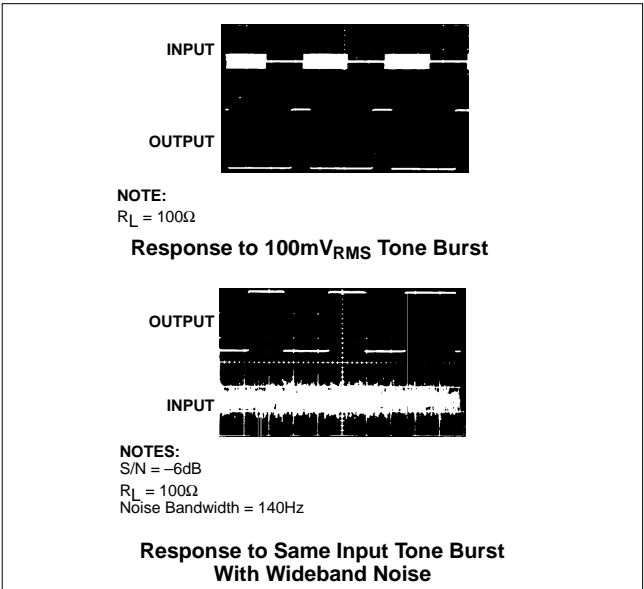 INPUT
OUTPUT
NOTE:
RL = 100Ω
Response to 100mVRMS Tone Burst
OUTPUT
INPUT
NOTES:
S/N = –6dB
RL = 100Ω
Noise Bandwidth = 140Hz
Response to Same Input Tone Burst
With Wideband Noise